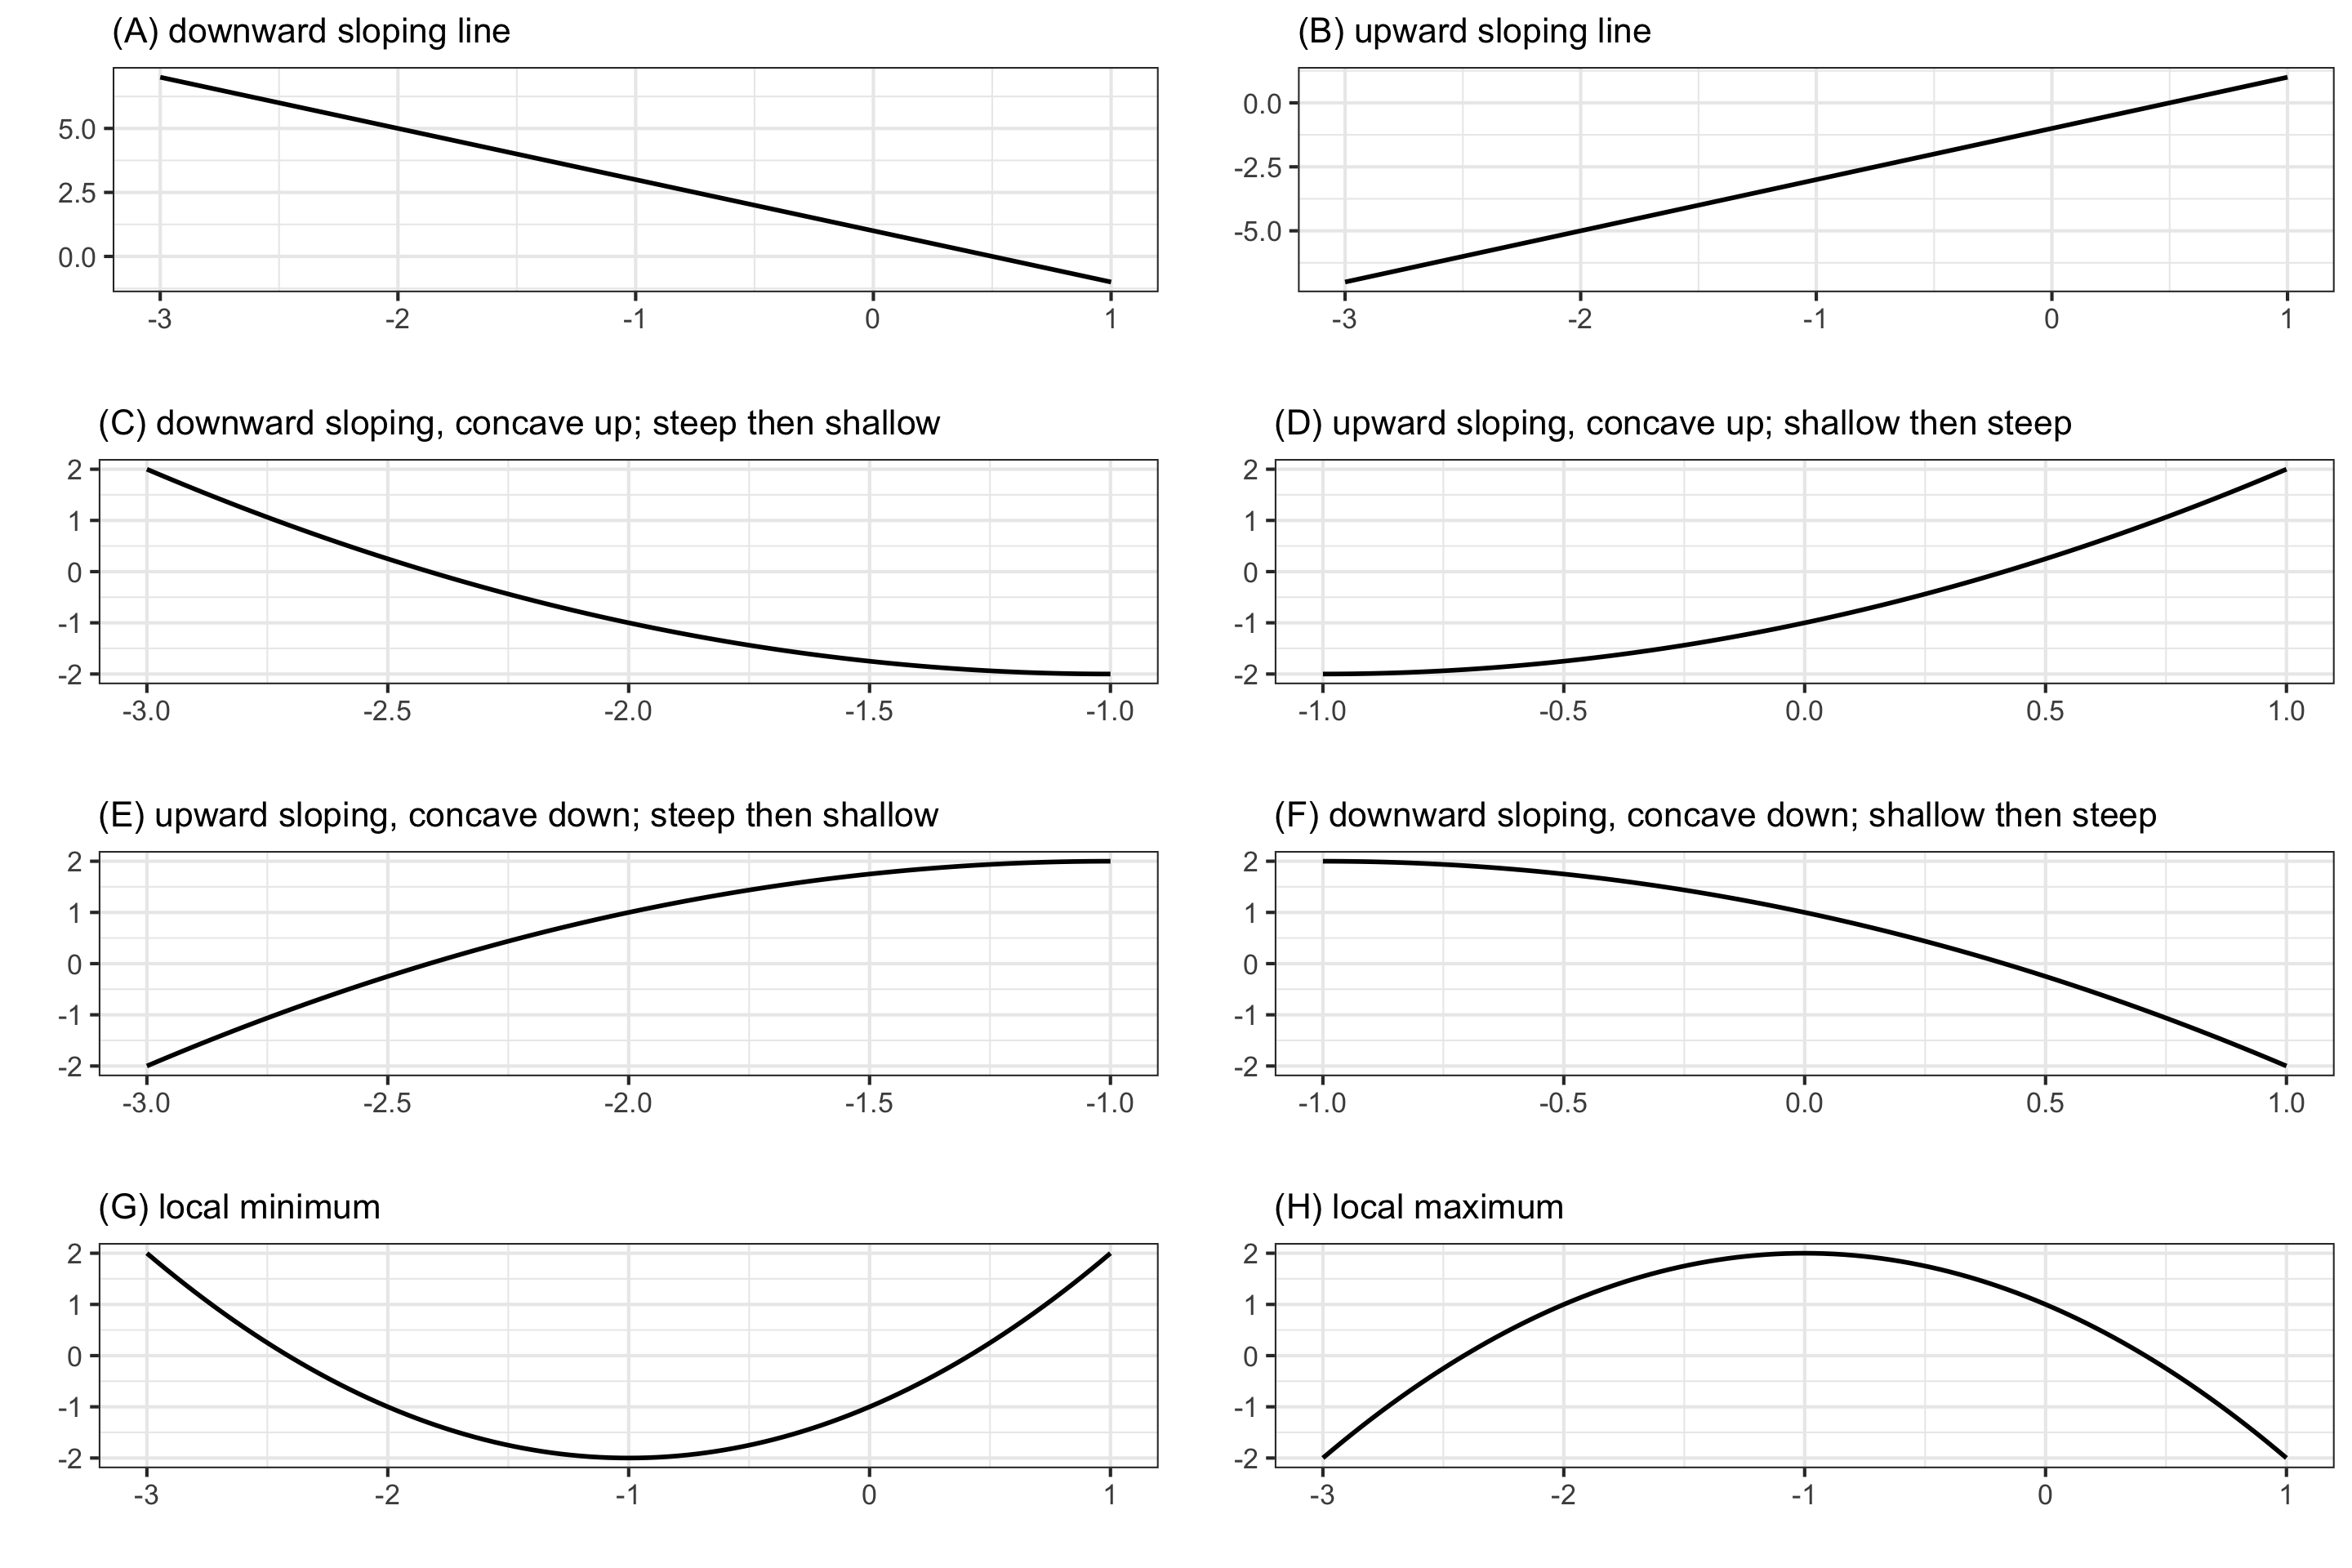 (A) downward sloping line
5.0
2.5
0.0
-3 -2 -1 0 1
(B) upward sloping line
0.0
-2.5
-5.0
-3 -2 -1 0 1
(C) downward sloping, concave up; steep then shallow
2
1
0
-1
-2
-3.0 -2.5 -2.0 -1.5 -1.0
(D) upward sloping, concave up; shallow then steep
2
1
0
-1
-2
-1.0 -0.5 0.0 0.5 1.0
(E) upward sloping, concave down; steep then shallow
2
1
0
-1
-2
-3.0 -2.5 -2.0 -1.5 -1.0
(F) downward sloping, concave down; shallow then steep
2
1
0
-1
-2
-1.0 -0.5 0.0 0.5 1.0
(G) local minimum
2
1
0
-1
-2
-3 -2 -1 0 1
(H) local maximum
2
1
0
-1
-2
-3 -2 -1 0 1